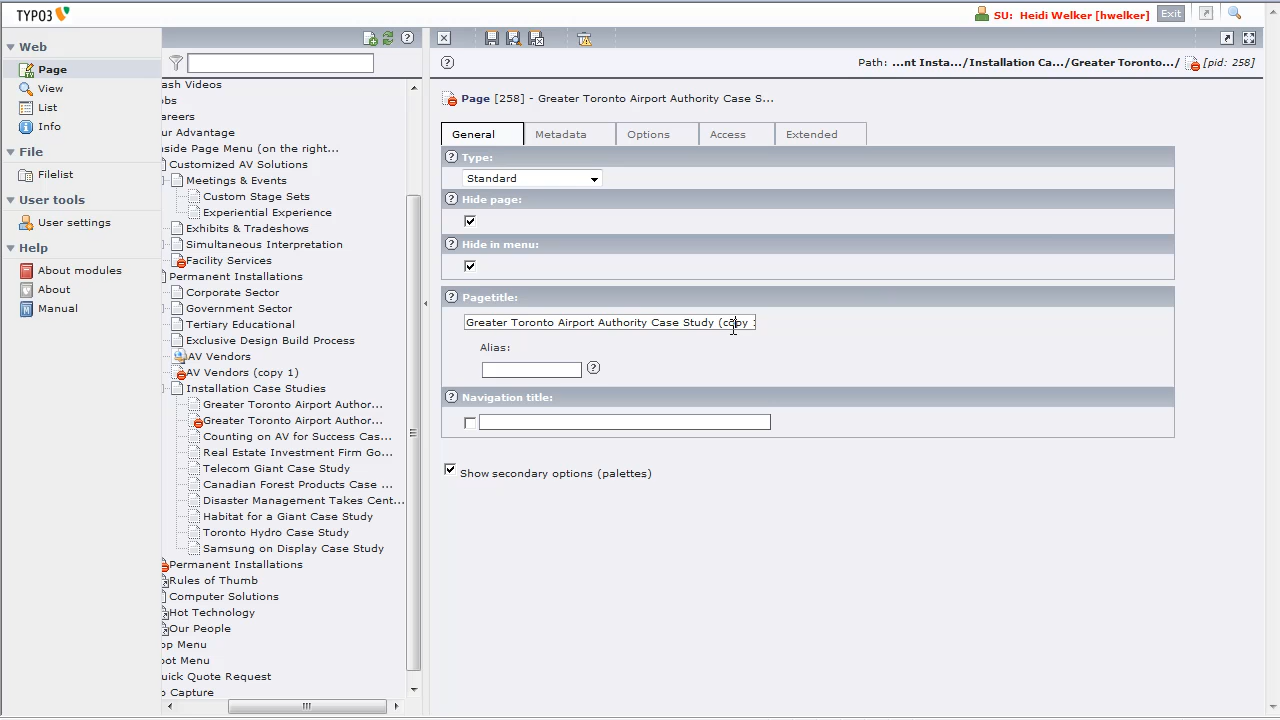 TYPO3
SU: Heidi Welker [hwelker]
Exit
Web
Page
View
List
Info
File
Filelist
User tools
User settings
Help
About modules
About
Manual
ash Videos
obs
areers
ur Advantage
side Page Menu (on the right...
Customized AV Solutions
Meetings & Events
Custom Stage Sets
Experiential Experience
Exhibits & Tradeshows
Simultaneous Interpretation
Facility Services
Permanent Installations
Corporate Sector
Government Sector
Tertiary Educational
Exclusive Design Build Process
AV Vendors
AV Vendors (copy 1)
Installation Case Studies
Greater Toronto Airport Author...
Greater Toronto Airport Author...
Counting on AV for Success Cas...
Real Estate Investment Firm Go...
Telecom Giant Case Study
Canadian Forest Products Case ...
Disaster Management Takes Cent...
Habitat for a Giant Case Study
Toronto Hydro Case Study
Samsung on Display Case Study
Permanent Installations
Rules of Thumb
Computer Solutions
Hot Technology
Our People
op Menu
oot Menu
uick Quote Request
o Capture
Path: ...nt Insta.../Installation Ca.../Greater Toronto.../ [pid: 258]
Page [258] - Greater Toronto Airport Authority Case S...
General Metadata Options Access Extended
Type:
Standard
Hide page:
Hide in menu:
Pagetitle:
Greater Toronto Airport Authority Case Study (copy
Alias:
Navigation title:
Show secondary options (palettes)